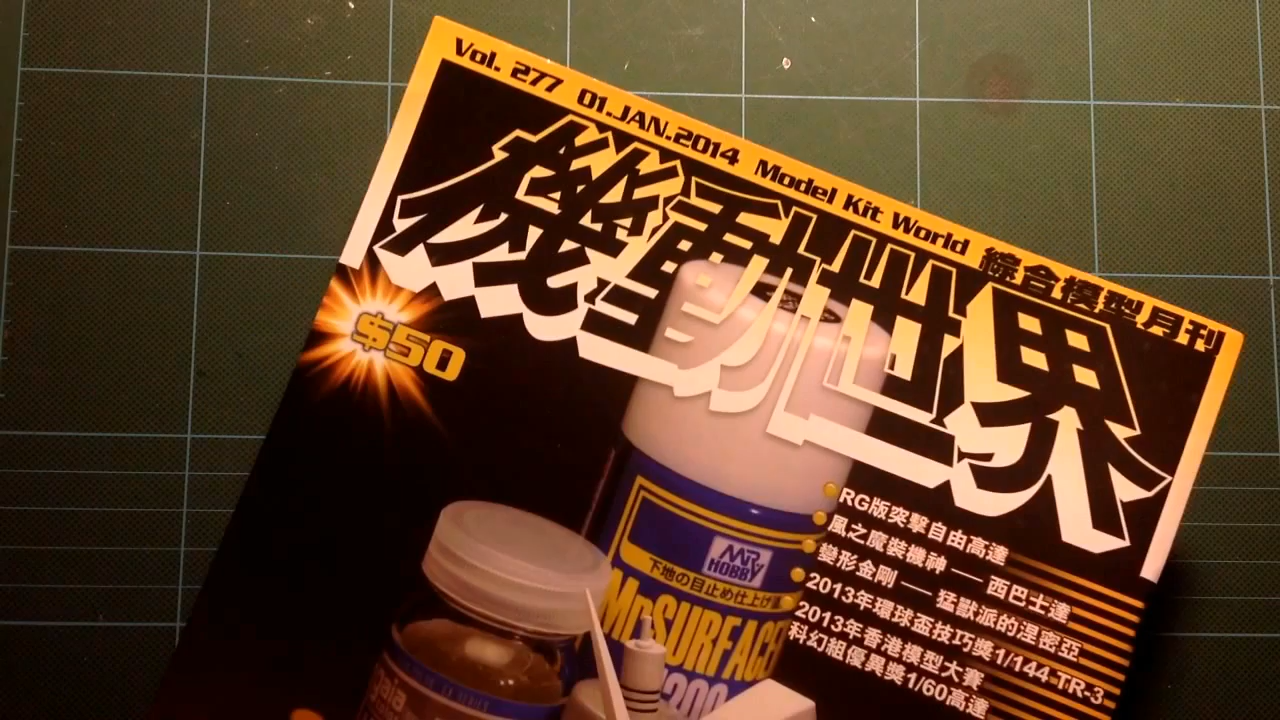 Vol. 277 01.JAN.2014 Model Kit World 綜合模型月刊
機動世界
$50
RG版突擊自由高達
風之魔裝機神 —— 西巴士達
變形金剛 —— 猛獸派的涅密亞
2013年環球盃技巧獎1/144 TR-3
2013年香港模型大賽
科幻組優異獎1/60高達
MR
HOBBY
下地の目止め仕上げ
Mr.SURFACER
1200
gaia